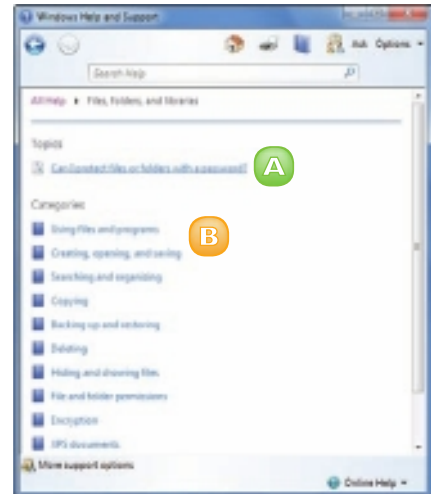 Windows Help and Support
Ask Options
Search Help
All Help ▸ Files, folders, and libraries
Topics
Can I protect files or folders with a password?
A
Categories
Using files and programs
B
Creating, opening, and saving
Searching and organizing
Copying
Backing up and restoring
Deleting
Hiding and showing files
File and folder permissions
Encryption
XPS documents
More support options
Online Help